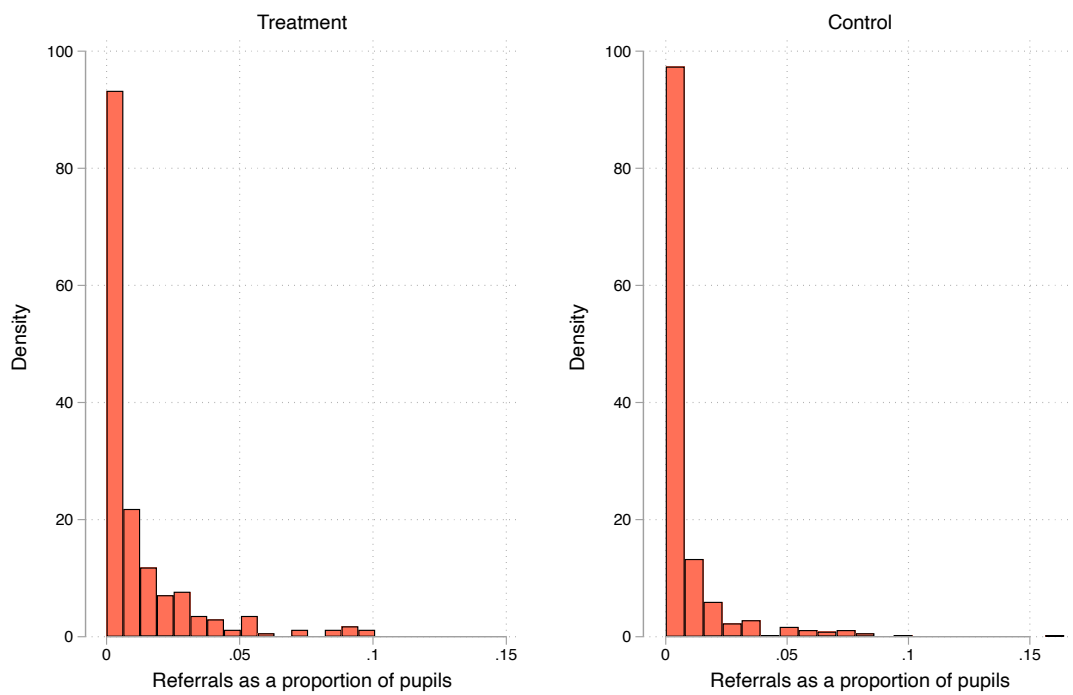 Treatment
100
80
60
40
20
0
Density
0 .05 .1 .15
Referrals as a proportion of pupils
Control
100
80
60
40
20
0
Density
0 .05 .1 .15
Referrals as a proportion of pupils